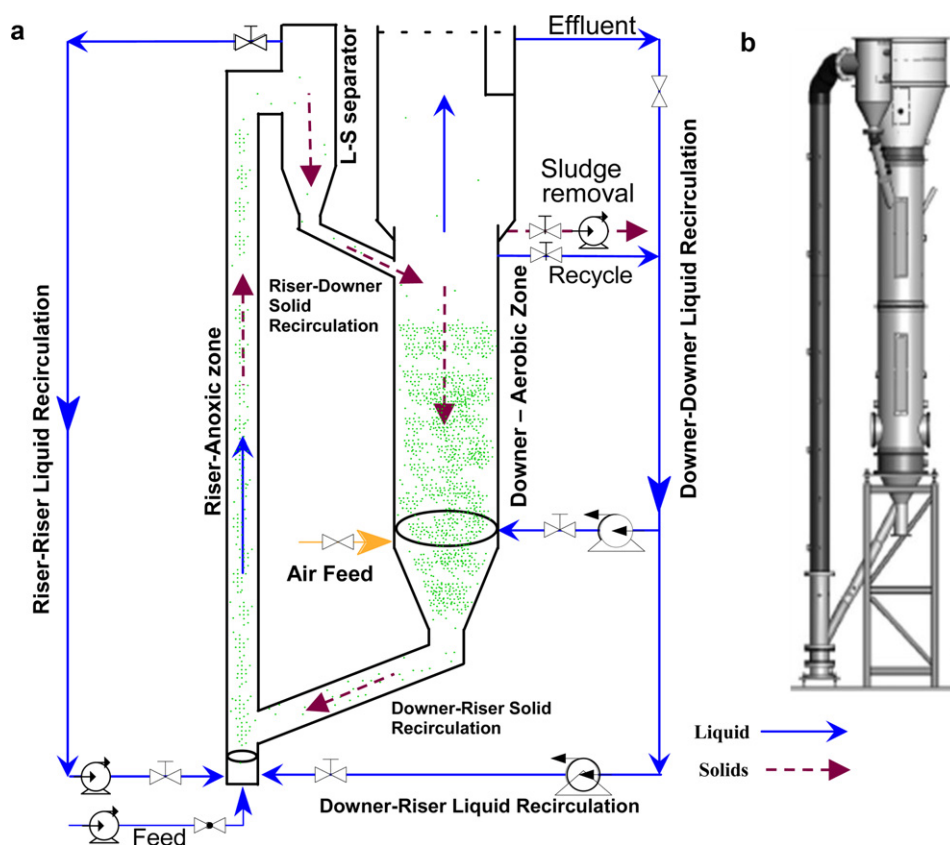 a
Effluent
b
L-S separator
Sludge
removal
Recycle
Riser-Downer
Solid
Recirculation
Riser-Riser Liquid Recirculation
Riser-Anoxic zone
Downer – Aerobic Zone
Downer-Downer Liquid Recirculation
Air Feed
Downer-Riser Solid
Recirculation
Liquid
Solids
Downer-Riser Liquid Recirculation
Feed